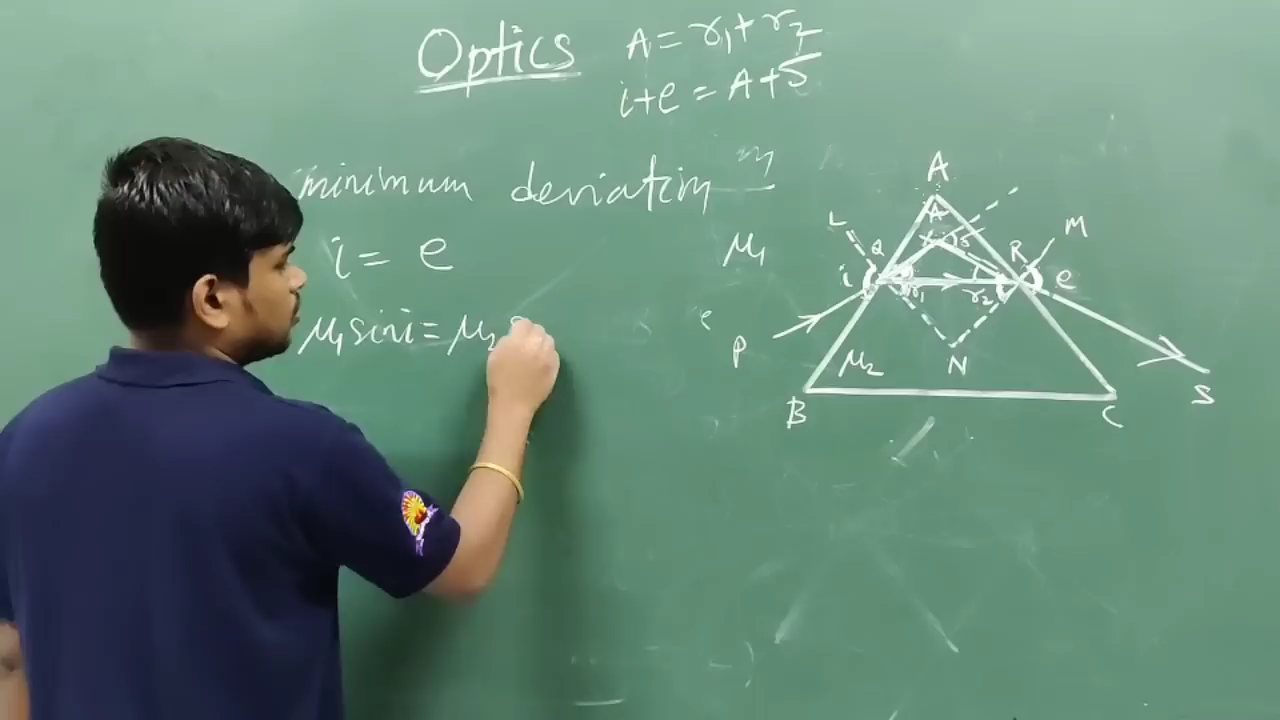 Optics
A = r₁ + r₂
i + e = A + δ
minimum deviation
i = e
μ₁ sin i = μ₂ s
μ₁
A
A
δ
L
M
Q
R
i
r₁
r₂
e
P
μ₂
N
B
C
S